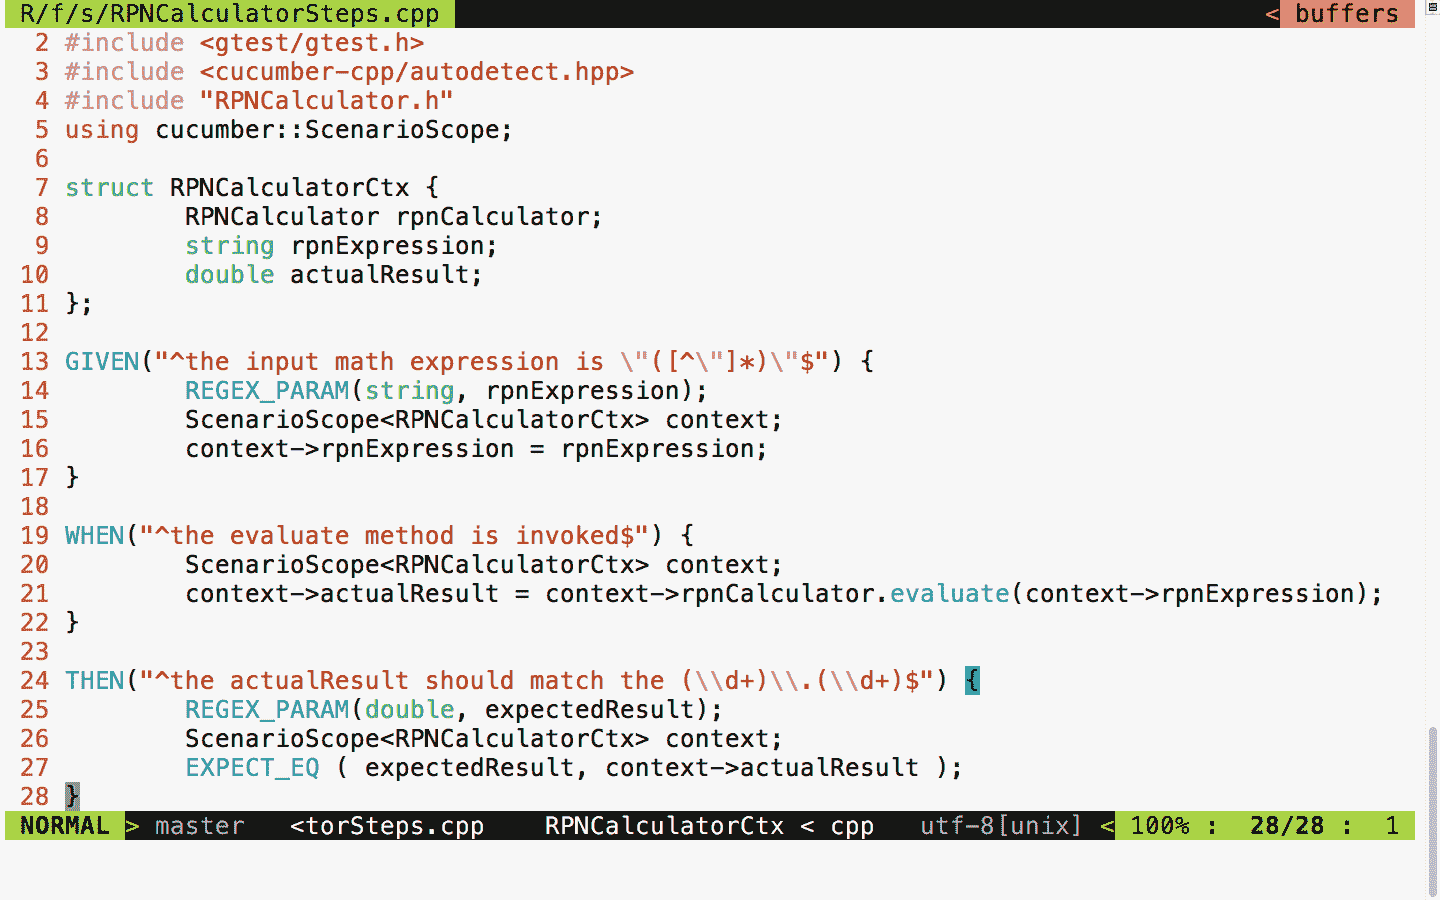 R/f/s/RPNCalculatorSteps.cpp < buffers
2 #include <gtest/gtest.h>
3 #include <cucumber-cpp/autodetect.hpp>
4 #include "RPNCalculator.h"
5 using cucumber::ScenarioScope;
6
7 struct RPNCalculatorCtx {
8         RPNCalculator rpnCalculator;
9         string rpnExpression;
10         double actualResult;
11 };
12
13 GIVEN("^the input math expression is \"([^\"]*)\"$") {
14         REGEX_PARAM(string, rpnExpression);
15         ScenarioScope<RPNCalculatorCtx> context;
16         context->rpnExpression = rpnExpression;
17 }
18
19 WHEN("^the evaluate method is invoked$") {
20         ScenarioScope<RPNCalculatorCtx> context;
21         context->actualResult = context->rpnCalculator.evaluate(context->rpnExpression);
22 }
23
24 THEN("^the actualResult should match the (\\d+)\\.(\\d+)$") {
25         REGEX_PARAM(double, expectedResult);
26         ScenarioScope<RPNCalculatorCtx> context;
27         EXPECT_EQ ( expectedResult, context->actualResult );
28 }
NORMAL > master   <torSteps.cpp    RPNCalculatorCtx < cpp   utf-8[unix] < 100% :  28/28 :  1